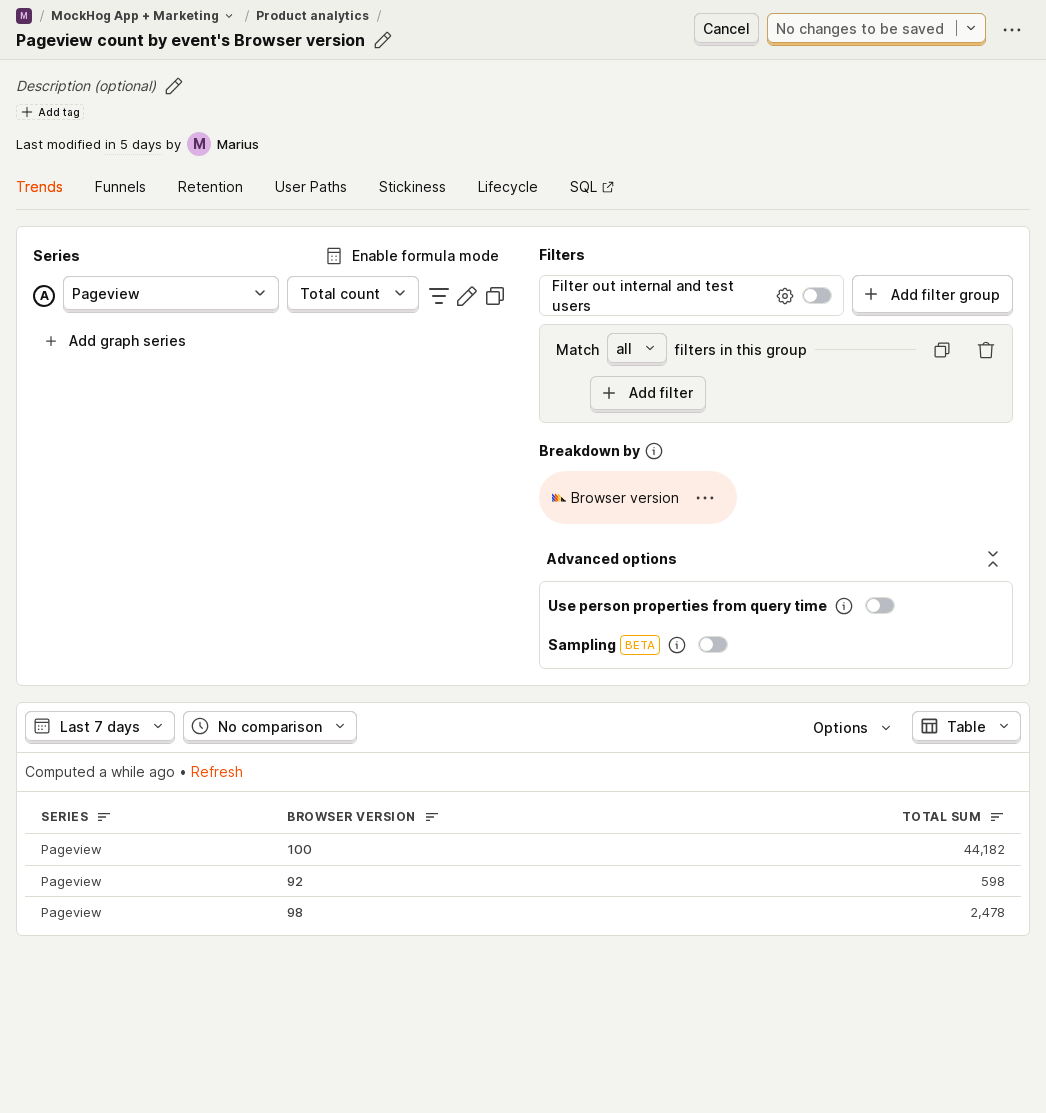 M / MockHog App + Marketing / Product analytics /
Pageview count by event's Browser version
Cancel
No changes to be saved
Description (optional)
Add tag
Last modified in 5 days by M Marius
Trends
Funnels
Retention
User Paths
Stickiness
Lifecycle
SQL
Series
Enable formula mode
A
Pageview
Total count
Add graph series
Filters
Filter out internal and test
users
Add filter group
Match all filters in this group
Add filter
Breakdown by
Browser version
Advanced options
Use person properties from query time
Sampling BETA
Last 7 days
No comparison
Options
Table
Computed a while ago • Refresh
SERIES BROWSER VERSION TOTAL SUM
Pageview 100 44,182
Pageview 92 598
Pageview 98 2,478